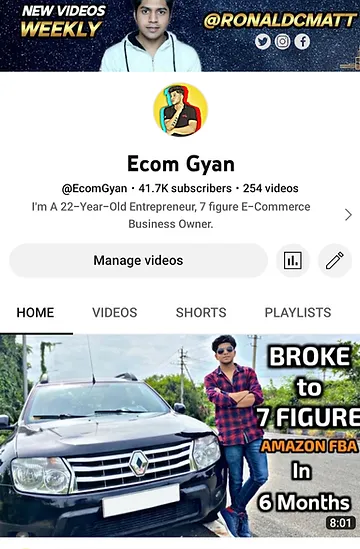 NEW VIDEOS
WEEKLY
@RONALDCMATT
Ecom Gyan
@EcomGyan • 41.7K subscribers • 254 videos
I'm A 22-Year-Old Entrepreneur, 7 figure E-Commerce
Business Owner.
Manage videos
HOME VIDEOS SHORTS PLAYLISTS
BROKE
to
7 FIGURE
AMAZON FBA
In
6 Months
8:01